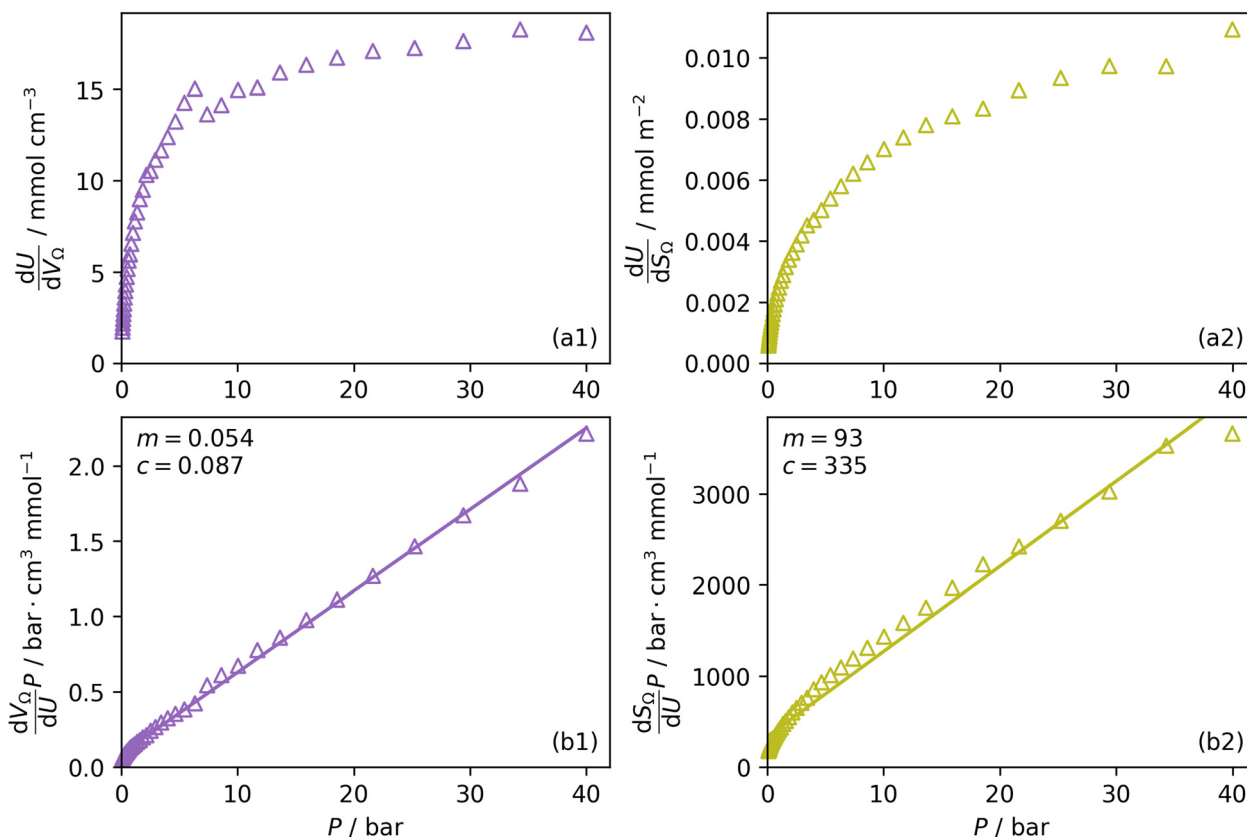 15
10
5
0
dU/dV_Ω / mmol cm⁻³
0 10 20 30 40
(a1)
0.010
0.008
0.006
0.004
0.002
0.000
dU/dS_Ω / mmol m⁻²
0 10 20 30 40
(a2)
m = 0.054
c = 0.087
2.0
1.5
1.0
0.5
0.0
dV_Ω/dU P / bar · cm³ mmol⁻¹
0 10 20 30 40
P / bar
(b1)
m = 93
c = 335
3000
2000
1000
0
dS_Ω/dU P / bar · cm³ mmol⁻¹
0 10 20 30 40
P / bar
(b2)